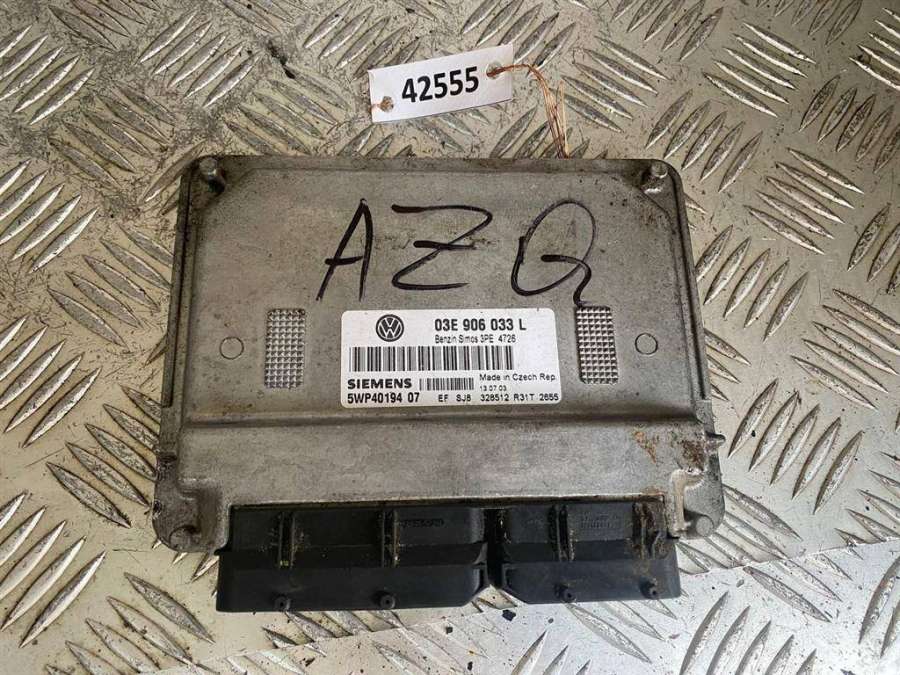 42555
AZQ
03E 906 033 L
Benzin Simos 3PE 4726
SIEMENS
Made in Czech Rep.
13.07.03
5WP40194 07 EF SJ8 328512 R31T 2655